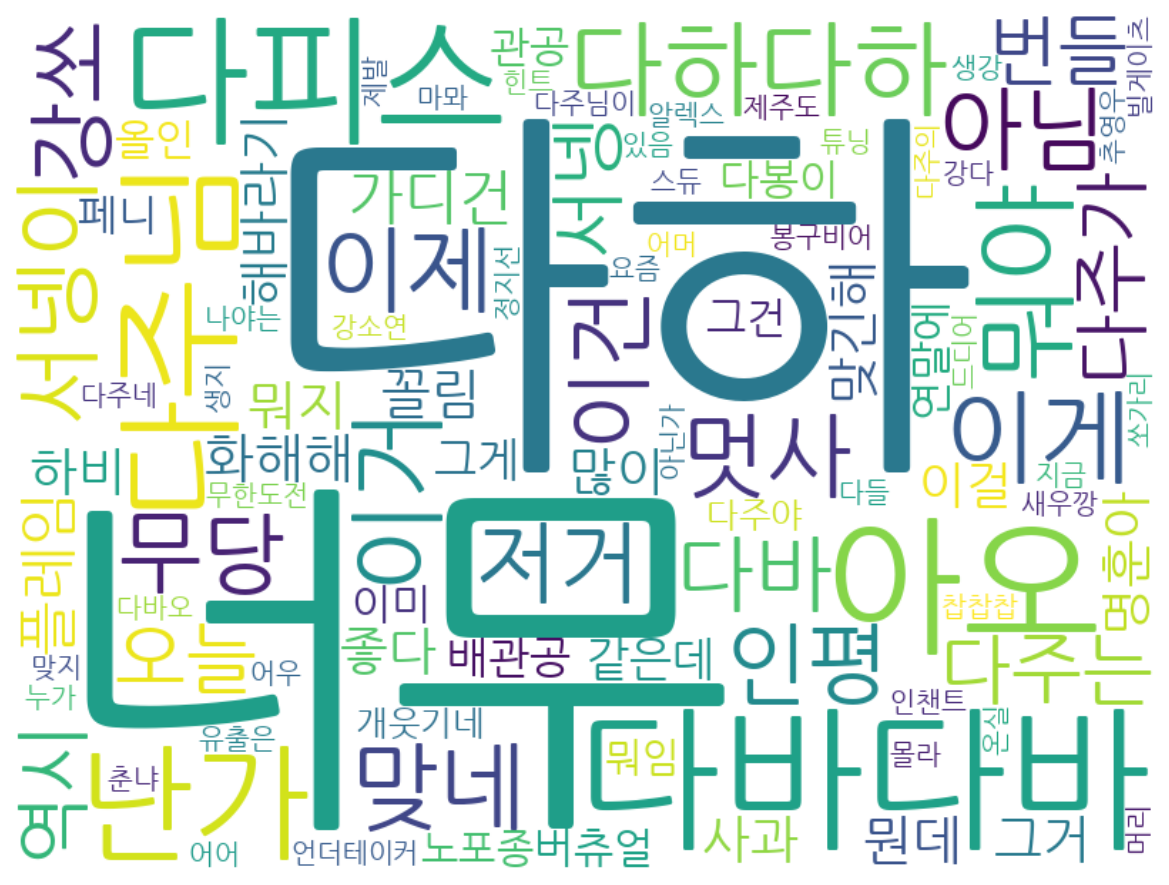 다피스
다하다하
관공
힌트
제발
마뫄
다주님이
알렉스
제주도
생강
번들
빌게이츠
추영우
강쏘
올인
해바라기
가디건
서넹
있음
스듀
다봉이
튜닝
다주의
강다
아님
서넹이
페니
다주님
다하
이제
정지선
요즘
어머
봉구비어
그건
맞긴해
뭐야
다주가
나야는
강소연
이건
연말에
드디어
다주네
생지
뭐지
꼴림
이거
화해해
그게
많이
아닌가
멋사
이게
쏘가리
하비
무한도전
다들
이걸
지금
새우깡
다주야
플레임
무당
너무
저거
다바
아오
명훈아
찹찹찹
다바오
이미
오늘
좋다
배관공
같은데
인평
다주는
맞지
누가
어우
인챈트
유출은
개웃기네
온실
역시
난가
춘냐
맞네
다바다바
뭐임
몰라
머리
어어
언더테이커
노포종
버츄얼
사과
뭔데
그거